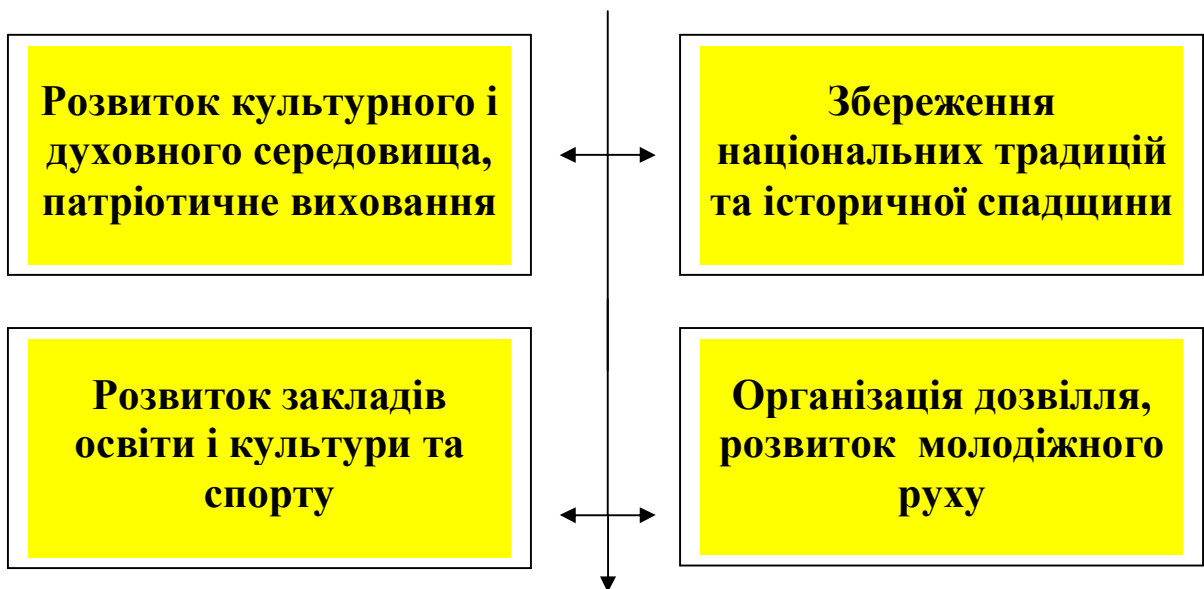 Розвиток культурного і
духовного середовища,
патріотичне виховання
Збереження
національних традицій
та історичної спадщини
Розвиток закладів
освіти і культури та
спорту
Організація дозвілля,
розвиток  молодіжного
руху